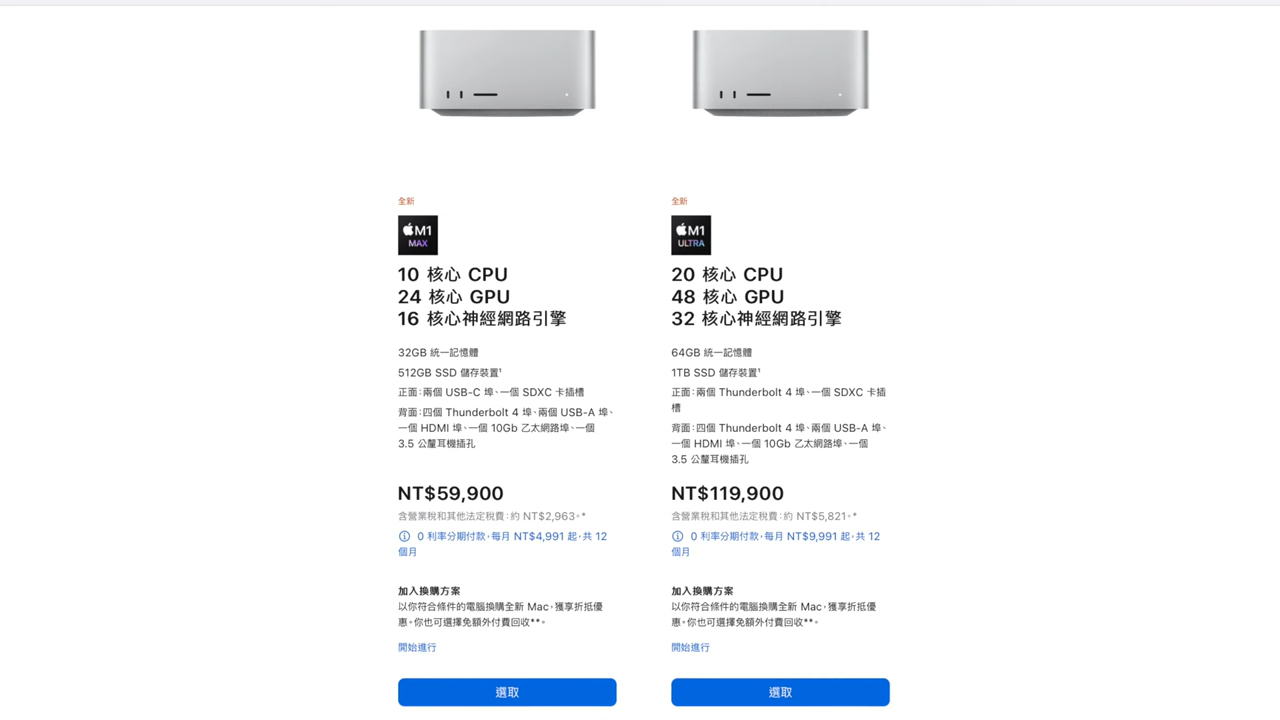 全新
M1
MAX
10 核心 CPU
24 核心 GPU
16 核心神經網路引擎
32GB 統一記憶體
512GB SSD 儲存裝置¹
正面：兩個 USB-C 埠、一個 SDXC 卡插槽
背面：四個 Thunderbolt 4 埠、兩個 USB-A 埠、
一個 HDMI 埠、一個 10Gb 乙太網路埠、一個
3.5 公釐耳機插孔
NT$59,900
含營業稅和其他法定稅費：約 NT$2,963。*
0 利率分期付款，每月 NT$4,991 起，共 12
個月
加入換購方案
以你符合條件的電腦換購全新 Mac，獲享折抵優
惠。你也可選擇免額外付費回收**。
開始進行
選取
全新
M1
ULTRA
20 核心 CPU
48 核心 GPU
32 核心神經網路引擎
64GB 統一記憶體
1TB SSD 儲存裝置¹
正面：兩個 Thunderbolt 4 埠、一個 SDXC 卡插
槽
背面：四個 Thunderbolt 4 埠、兩個 USB-A 埠、
一個 HDMI 埠、一個 10Gb 乙太網路埠、一個
3.5 公釐耳機插孔
NT$119,900
含營業稅和其他法定稅費：約 NT$5,821。*
0 利率分期付款，每月 NT$9,991 起，共 12
個月
加入換購方案
以你符合條件的電腦換購全新 Mac，獲享折抵優
惠。你也可選擇免額外付費回收**。
開始進行
選取